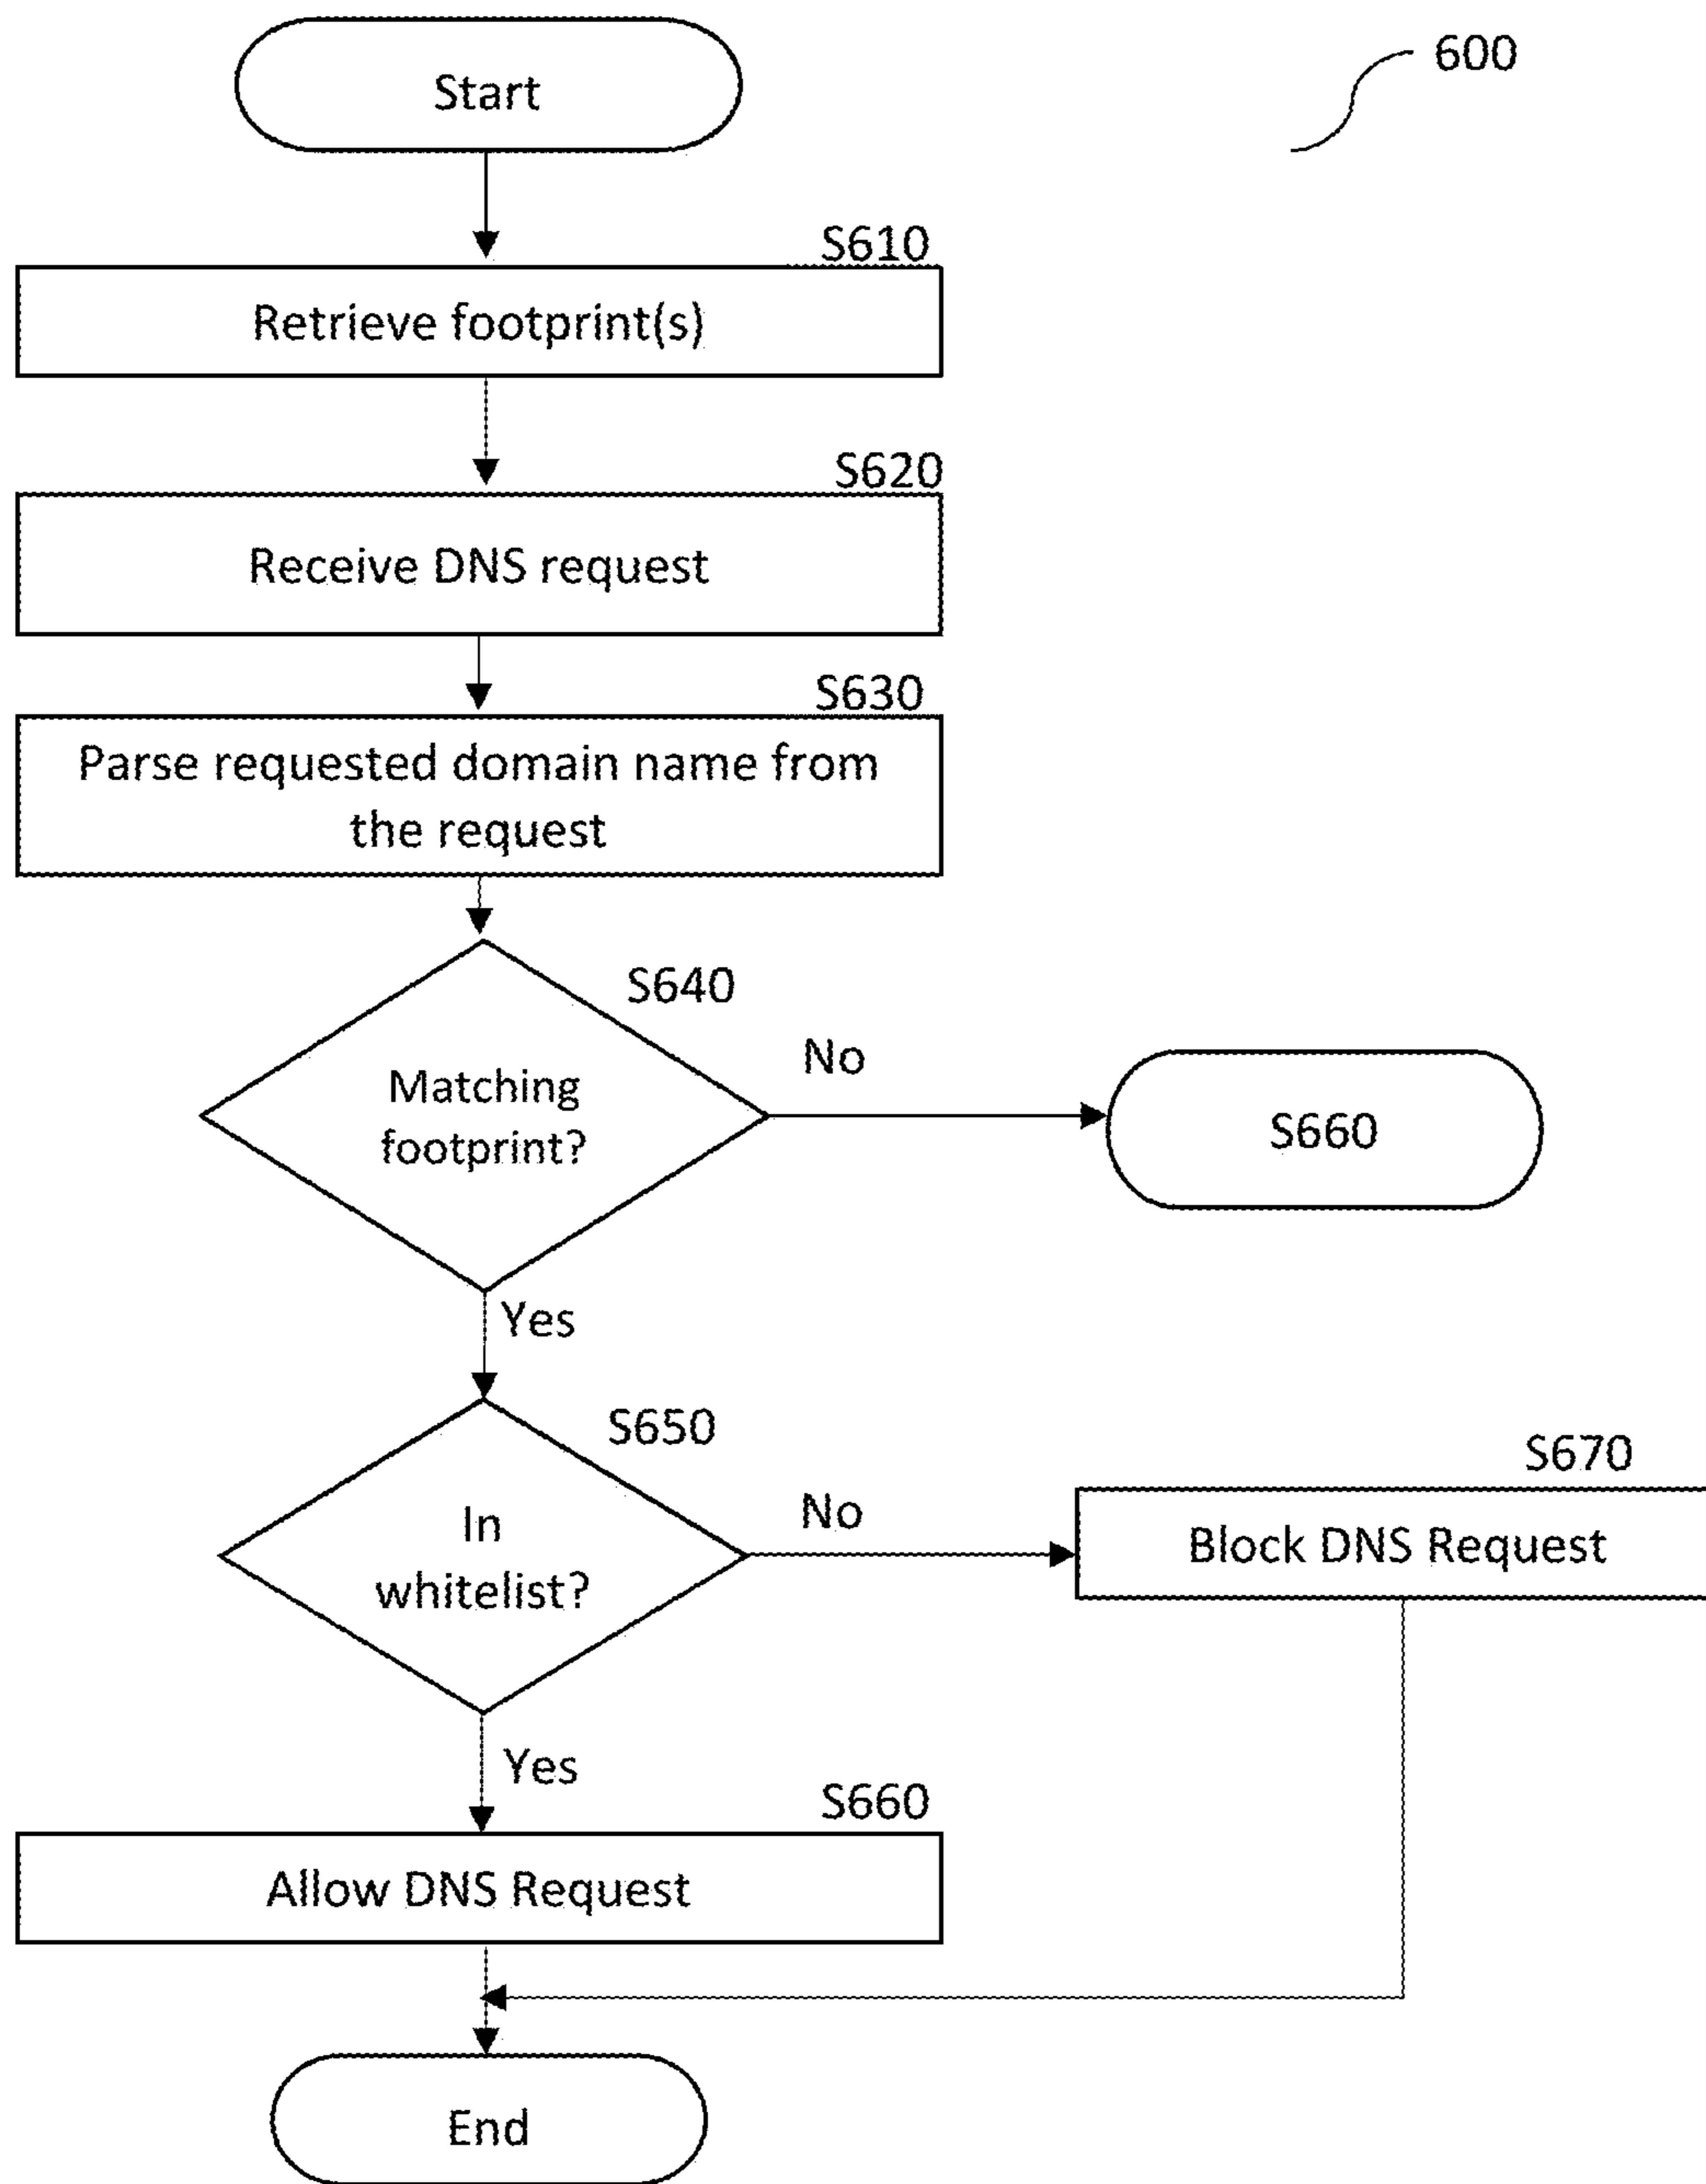 600
Start
S610
Retrieve footprint(s)
S620
Receive DNS request
S630
Parse requested domain name from
the request
S640
Matching
footprint?
No
S660
Yes
S650
In
whitelist?
No
S670
Block DNS Request
Yes
S660
Allow DNS Request
End